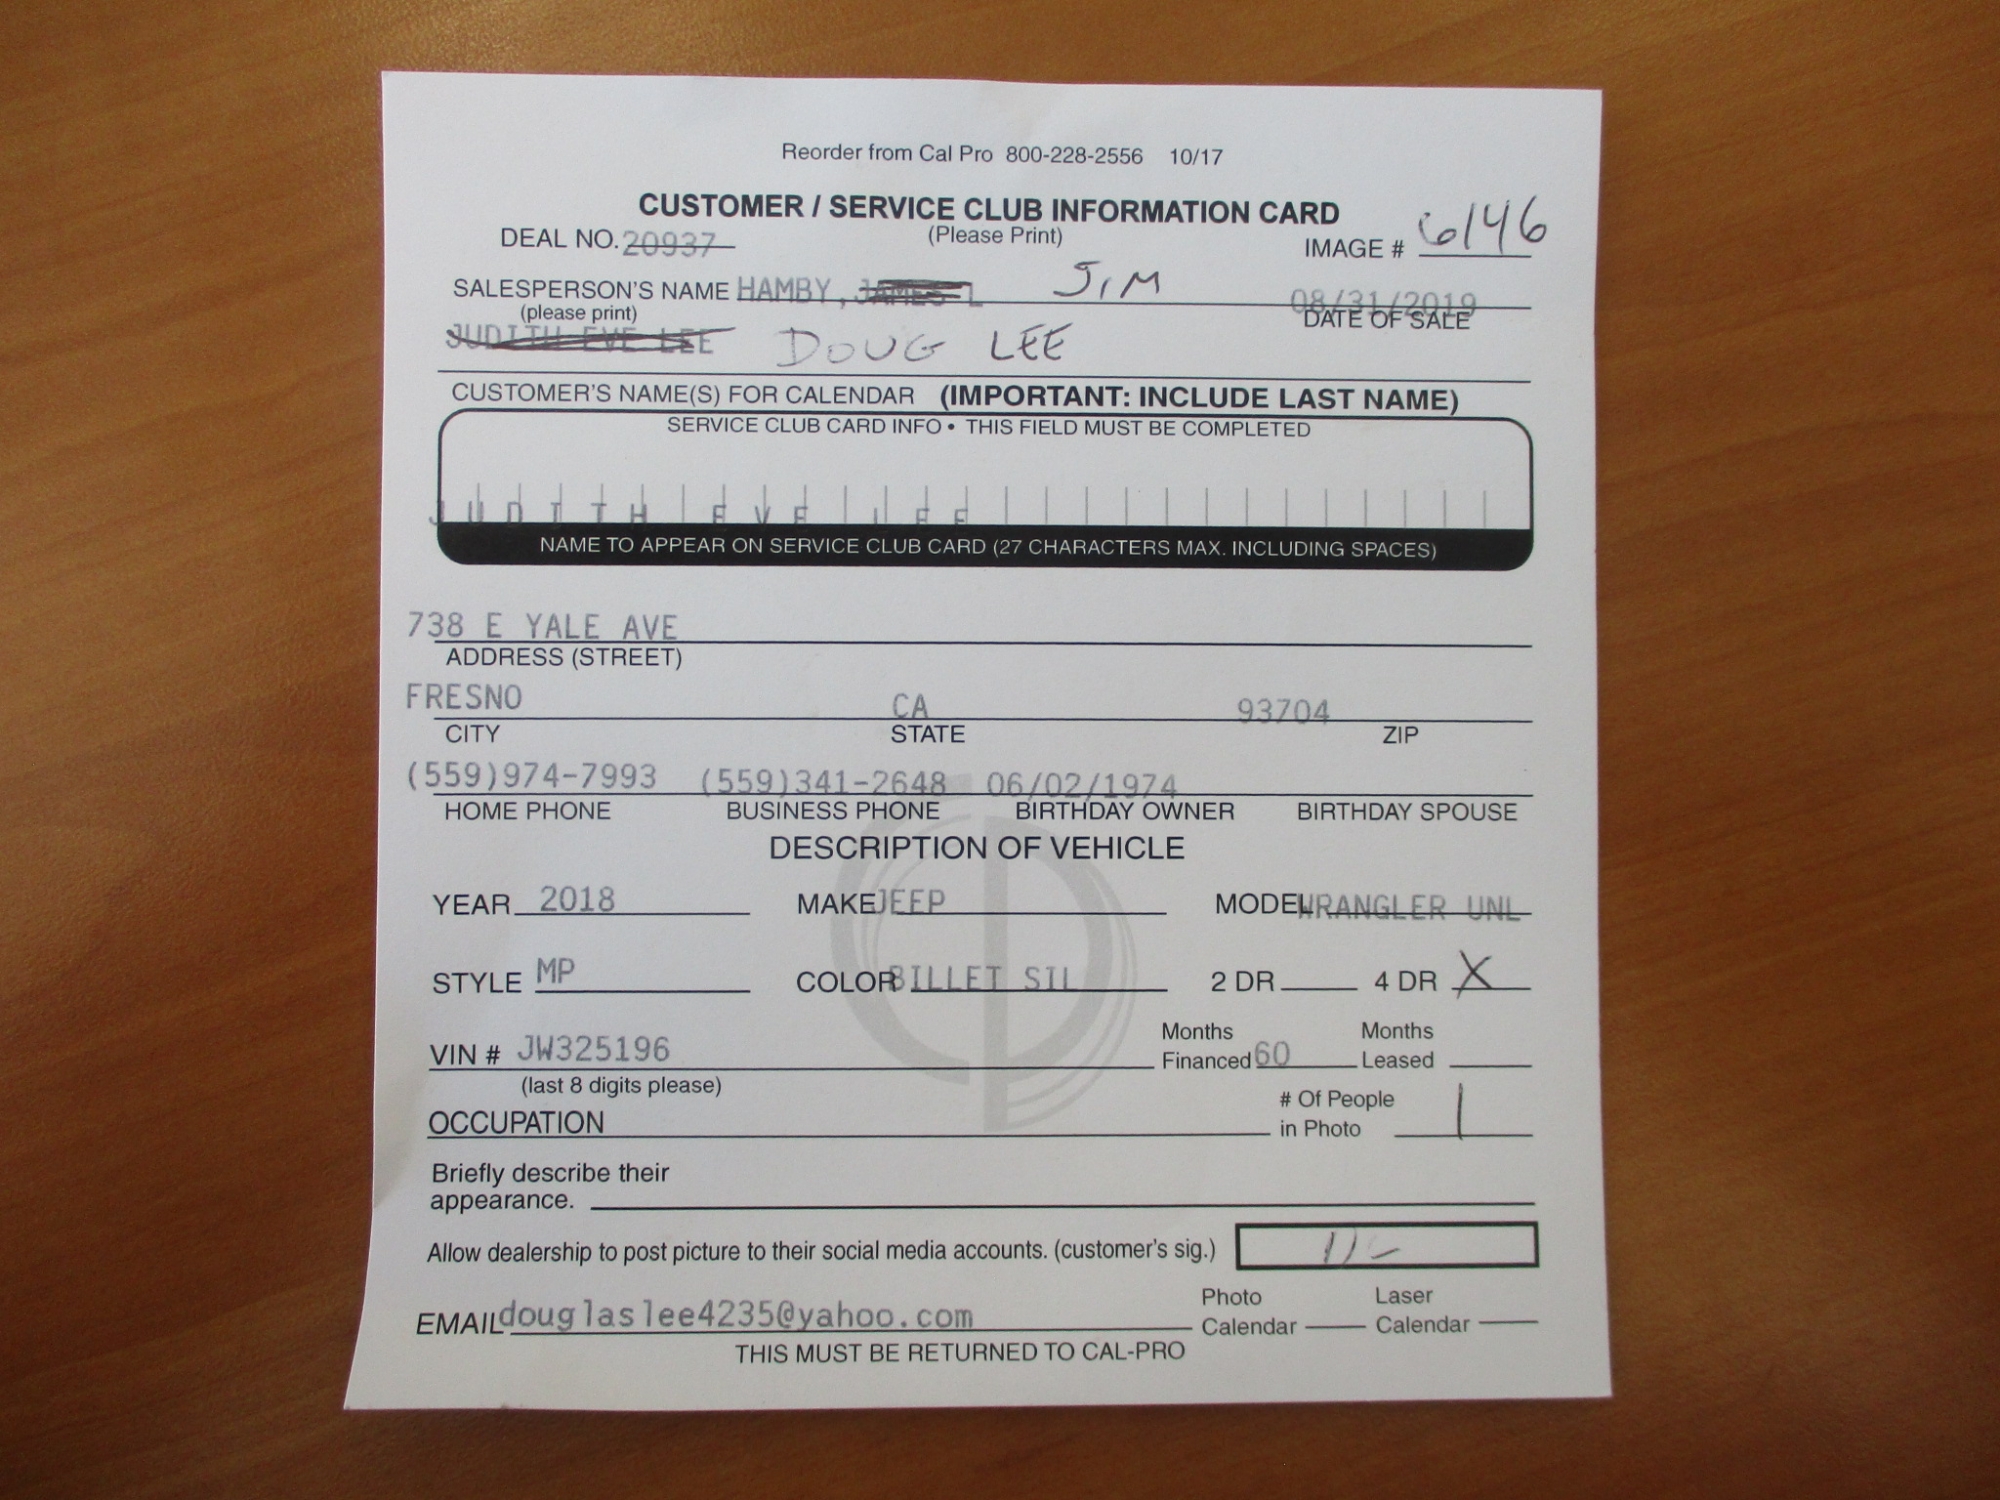 Reorder from Cal Pro 800-228-2556 10/17
CUSTOMER / SERVICE CLUB INFORMATION CARD
(Please Print)
DEAL NO. 20937
IMAGE # 6146
SALESPERSON'S NAME HAMBY, JAMES L JIM
(please print)
08/31/2019
DATE OF SALE
JUDITH EVE LEE DOUG LEE
CUSTOMER'S NAME(S) FOR CALENDAR (IMPORTANT: INCLUDE LAST NAME)
SERVICE CLUB CARD INFO • THIS FIELD MUST BE COMPLETED
JUDITH EVE LEE
NAME TO APPEAR ON SERVICE CLUB CARD (27 CHARACTERS MAX. INCLUDING SPACES)
738 E YALE AVE
ADDRESS (STREET)
FRESNO CA 93704
CITY STATE ZIP
(559)974-7993 (559)341-2648 06/02/1974
HOME PHONE BUSINESS PHONE BIRTHDAY OWNER BIRTHDAY SPOUSE
DESCRIPTION OF VEHICLE
YEAR 2018 MAKE JEEP MODEL WRANGLER UNL
STYLE MP COLOR BILLET SIL 2 DR 4 DR X
VIN # JW325196
(last 8 digits please)
Months
Financed 60
Months
Leased
OCCUPATION
# Of People
in Photo 1
Briefly describe their
appearance.
Allow dealership to post picture to their social media accounts. (customer's sig.)
EMAIL douglaslee4235@yahoo.com
Photo
Calendar
Laser
Calendar
THIS MUST BE RETURNED TO CAL-PRO